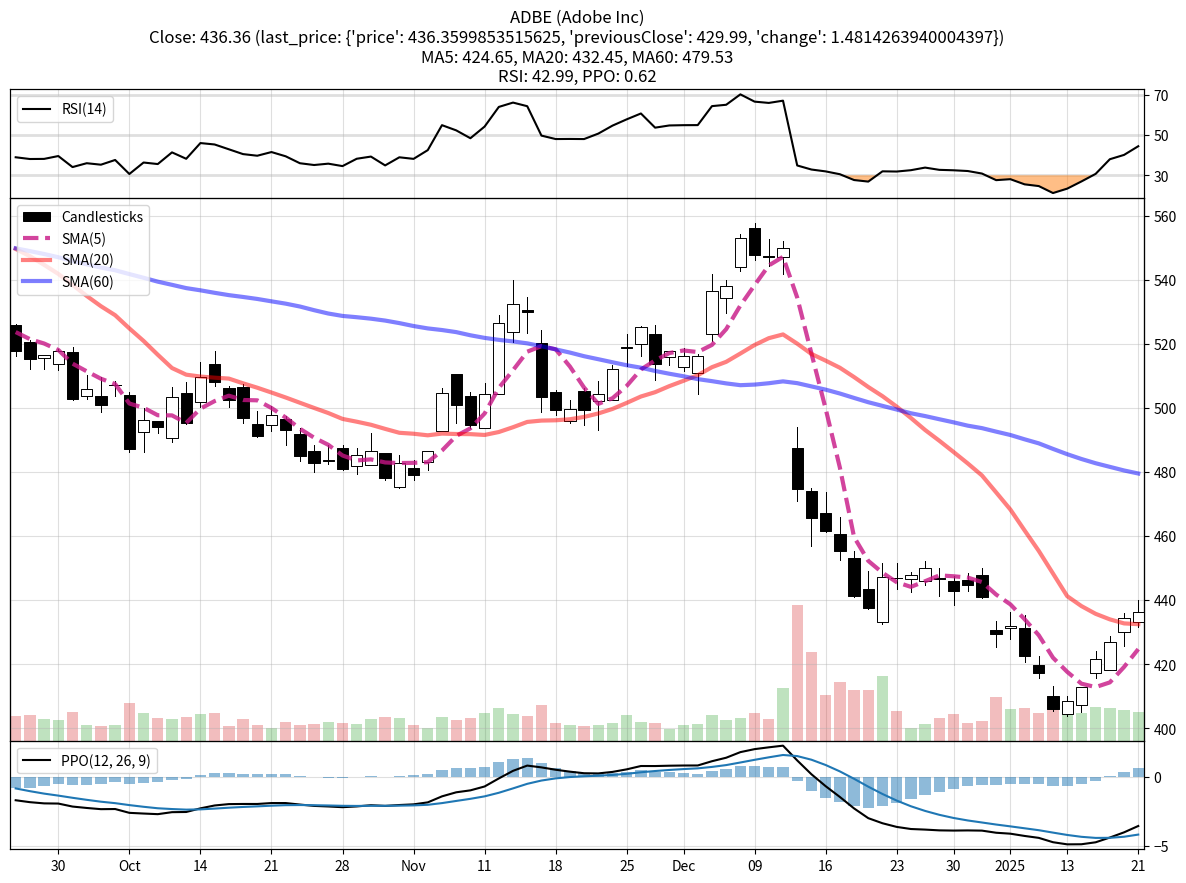 ADBE (Adobe Inc)
Close: 436.36 (last_price: {'price': 436.3599853515625, 'previousClose': 429.99, 'change': 1.4814263940004397})
MA5: 424.65, MA20: 432.45, MA60: 479.53
RSI: 42.99, PPO: 0.62
RSI(14)
70
50
30
Candlesticks
SMA(5)
SMA(20)
SMA(60)
560
540
520
500
480
460
440
420
400
PPO(12, 26, 9)
0
−5
30 Oct 14 21 28 Nov 11 18 25 Dec 09 16 23 30 2025 13 21